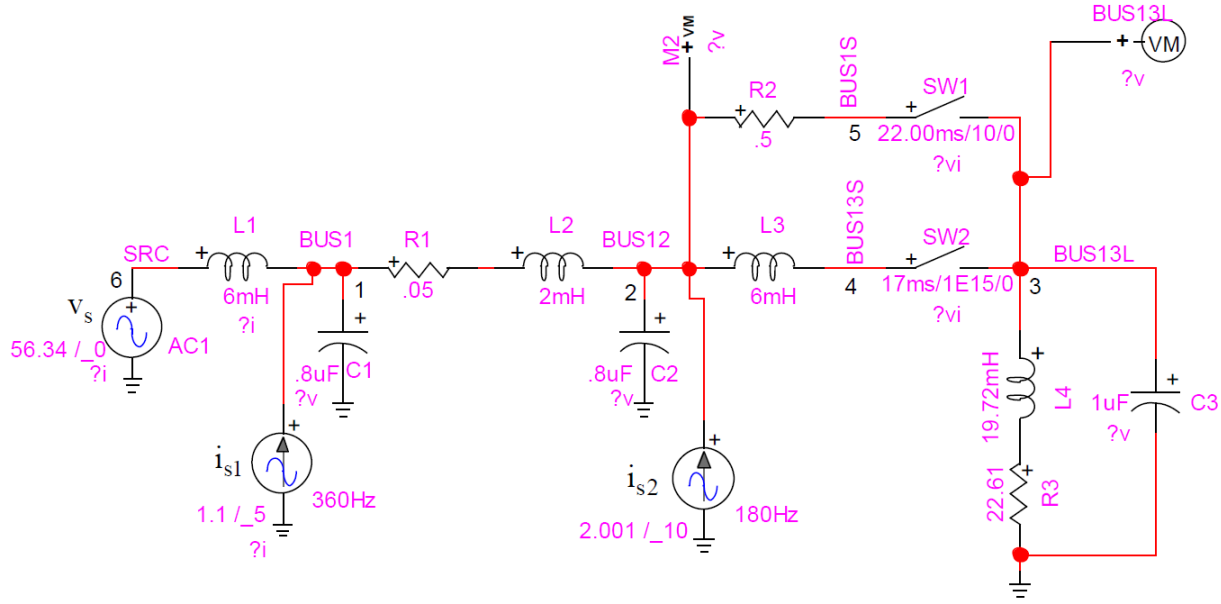 BUS13L
+ VM
?v
M2
+ VM
?v
R2
+
.5
BUS1S
5
SW1
+
22.00ms/10/0
?vi
SRC
6
L1
+
6mH
?i
BUS1
1
R1
+
.05
L2
+
2mH
BUS12
2
L3
+
6mH
BUS13S
4
SW2
+
17ms/1E15/0
?vi
BUS13L
3
vs
+
AC1
56.34 /_0
?i
+
.8uF
C1
?v
+
.8uF
C2
?v
+
19.72mH
L4
+
1uF
C3
?v
+
22.61
R3
is1
+
360Hz
1.1 /_5
?i
is2
+
180Hz
2.001 /_10